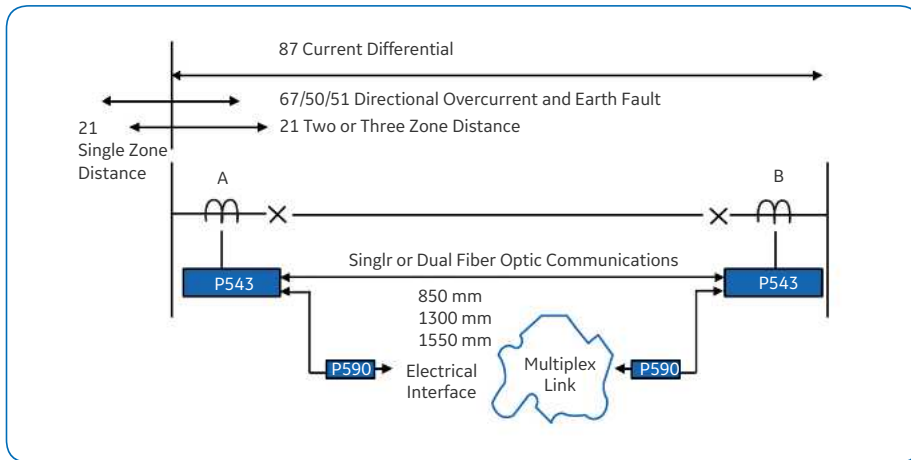 87 Current Differential
67/50/51 Directional Overcurrent and Earth Fault
21 Two or Three Zone Distance
21
Single Zone
Distance
A
B
Singlr or Dual Fiber Optic Communications
P543
P543
850 mm
1300 mm
1550 mm
P590
Electrical
Interface
Multiplex
Link
P590